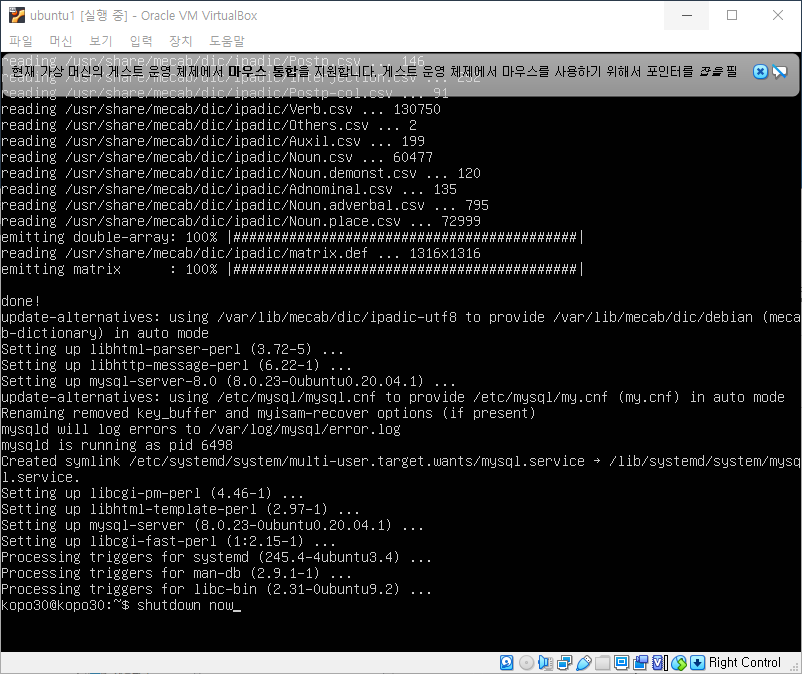 ubuntu1 [실행 중] - Oracle VM VirtualBox
파일 머신 보기 입력 장치 도움말
현재 가상 머신의 게스트 운영 체제에서 마우스 통합을 지원합니다. 게스트 운영 체제에서 마우스를 사용하기 위해서 포인터를 잡을 필
reading /usr/share/mecab/dic/ipadic/Postp.csv ... 146
reading /usr/share/mecab/dic/ipadic/Interjection.csv ... 252
reading /usr/share/mecab/dic/ipadic/Postp-col.csv ... 91
reading /usr/share/mecab/dic/ipadic/Verb.csv ... 130750
reading /usr/share/mecab/dic/ipadic/Others.csv ... 2
reading /usr/share/mecab/dic/ipadic/Auxil.csv ... 199
reading /usr/share/mecab/dic/ipadic/Noun.csv ... 60477
reading /usr/share/mecab/dic/ipadic/Noun.demonst.csv ... 120
reading /usr/share/mecab/dic/ipadic/Adnominal.csv ... 135
reading /usr/share/mecab/dic/ipadic/Noun.adverbal.csv ... 795
reading /usr/share/mecab/dic/ipadic/Noun.place.csv ... 72999
emitting double-array: 100% |###########################################|
reading /usr/share/mecab/dic/ipadic/matrix.def ... 1316x1316
emitting matrix      : 100% |###########################################|
done!
update-alternatives: using /var/lib/mecab/dic/ipadic-utf8 to provide /var/lib/mecab/dic/debian (meca
b-dictionary) in auto mode
Setting up libhtml-parser-perl (3.72-5) ...
Setting up libhttp-message-perl (6.22-1) ...
Setting up mysql-server-8.0 (8.0.23-0ubuntu0.20.04.1) ...
update-alternatives: using /etc/mysql/mysql.cnf to provide /etc/mysql/my.cnf (my.cnf) in auto mode
Renaming removed key_buffer and myisam-recover options (if present)
mysqld will log errors to /var/log/mysql/error.log
mysqld is running as pid 6498
Created symlink /etc/systemd/system/multi-user.target.wants/mysql.service → /lib/systemd/system/mysq
l.service.
Setting up libcgi-pm-perl (4.46-1) ...
Setting up libhtml-template-perl (2.97-1) ...
Setting up mysql-server (8.0.23-0ubuntu0.20.04.1) ...
Setting up libcgi-fast-perl (1:2.15-1) ...
Processing triggers for systemd (245.4-4ubuntu3.4) ...
Processing triggers for man-db (2.9.1-1) ...
Processing triggers for libc-bin (2.31-0ubuntu9.2) ...
kopo30@kopo30:~$ shutdown now_
Right Control